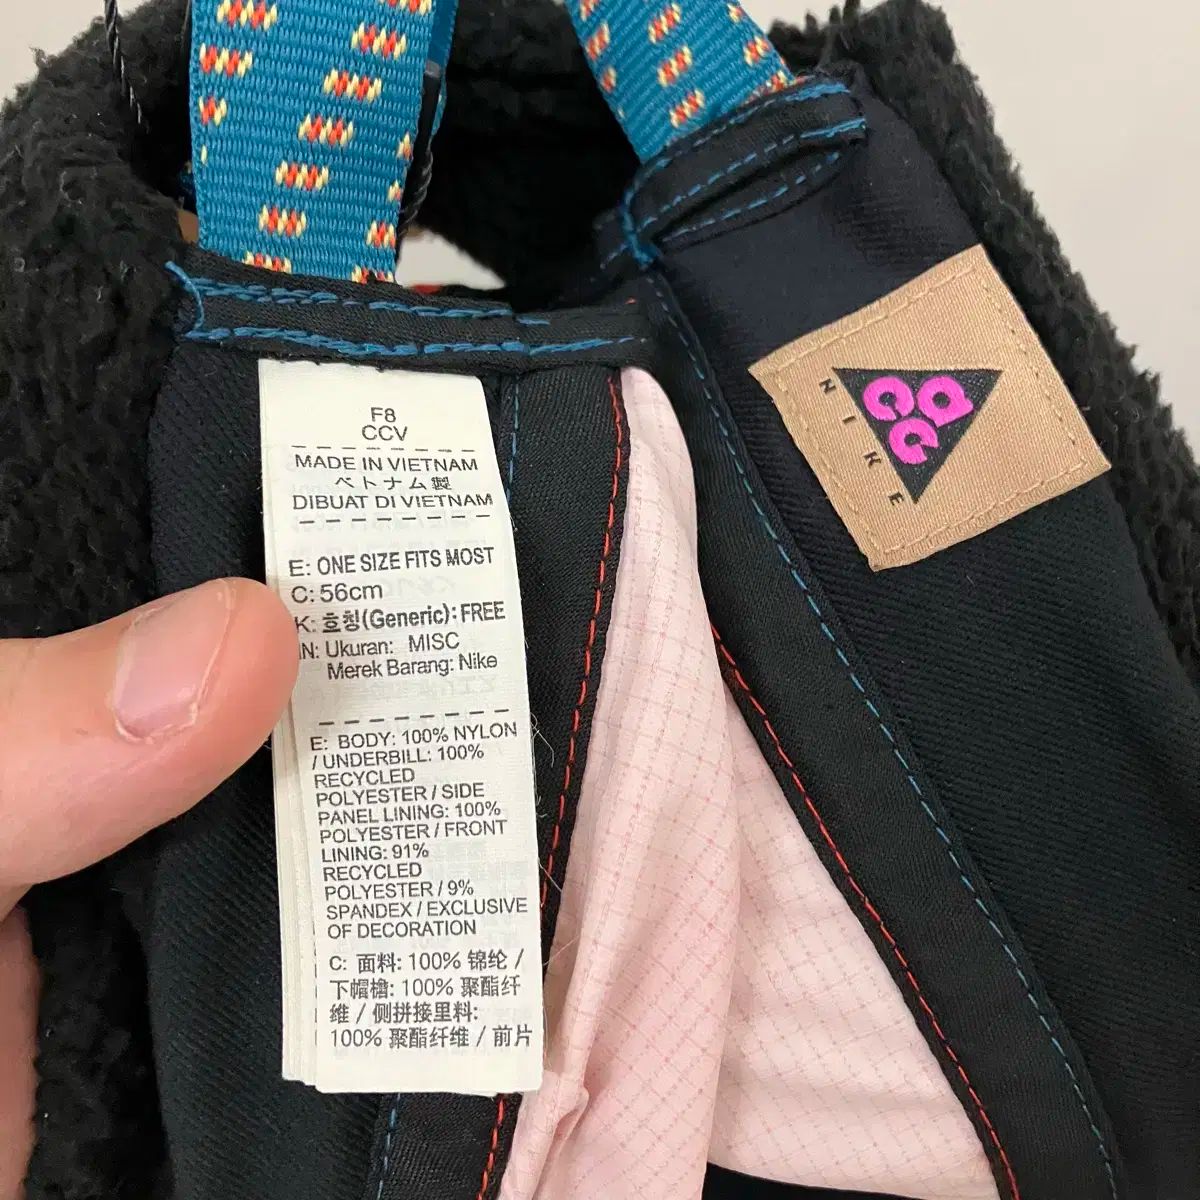 F8
CCV
MADE IN VIETNAM
ベトナム製
DIBUAT DI VIETNAM
E: ONE SIZE FITS MOST
C: 56cm
K: 호칭(Generic): FREE
IN: Ukuran: MISC
Merek Barang: Nike
E: BODY: 100% NYLON
/ UNDERBILL: 100%
RECYCLED
POLYESTER / SIDE
PANEL LINING: 100%
POLYESTER / FRONT
LINING: 91%
RECYCLED
POLYESTER / 9%
SPANDEX / EXCLUSIVE
OF DECORATION
C: 面料: 100% 锦纶 /
下帽檐: 100% 聚酯纤
维 / 侧拼接里料:
100% 聚酯纤维 / 前片
NIKE
acg